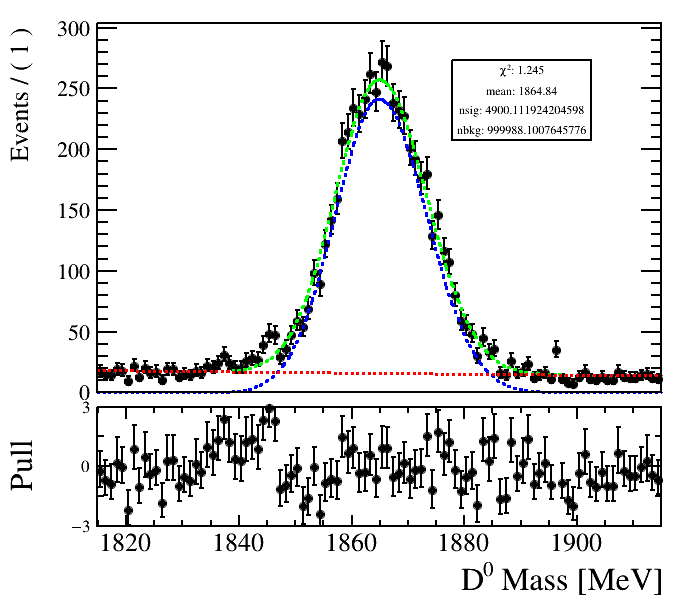 Events / ( 1 )
300
250
200
150
100
50
0
χ²: 1.245
mean: 1864.84
nsig: 4900.111924204598
nbkg: 999988.1007645776
Pull
3
0
−3
1820 1840 1860 1880 1900
D⁰ Mass [MeV]